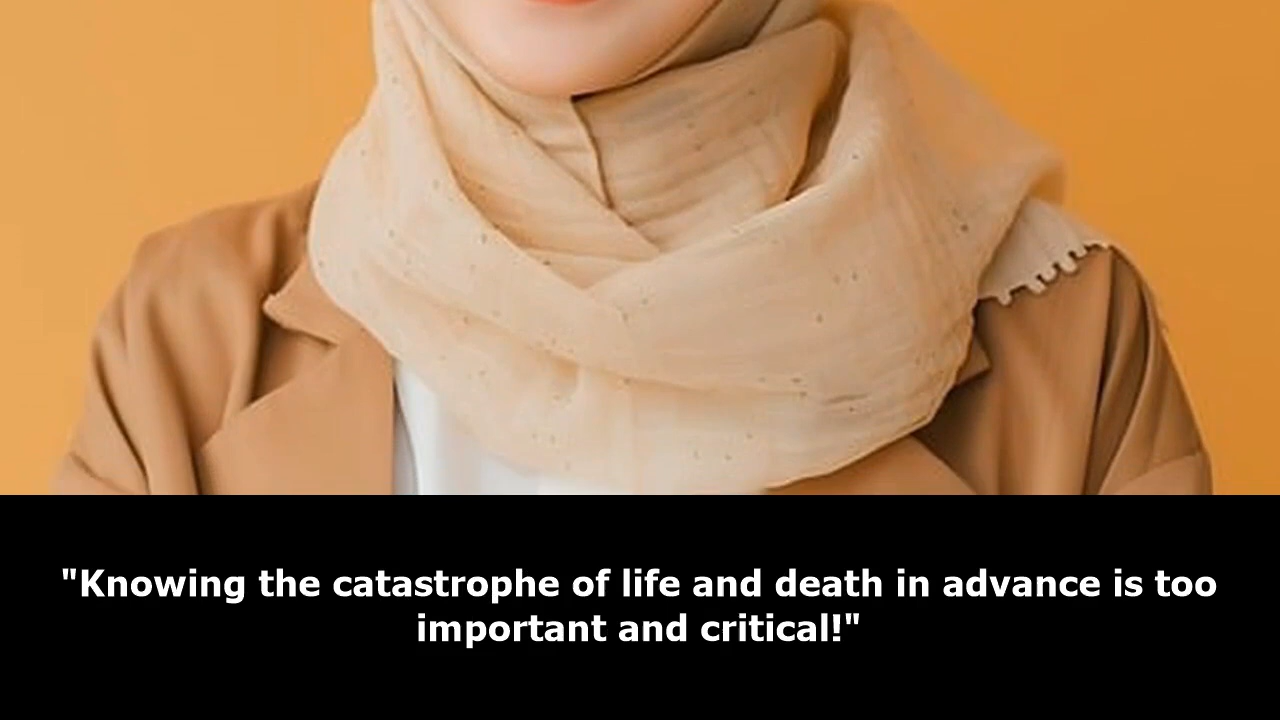 "Knowing the catastrophe of life and death in advance is too
important and critical!"